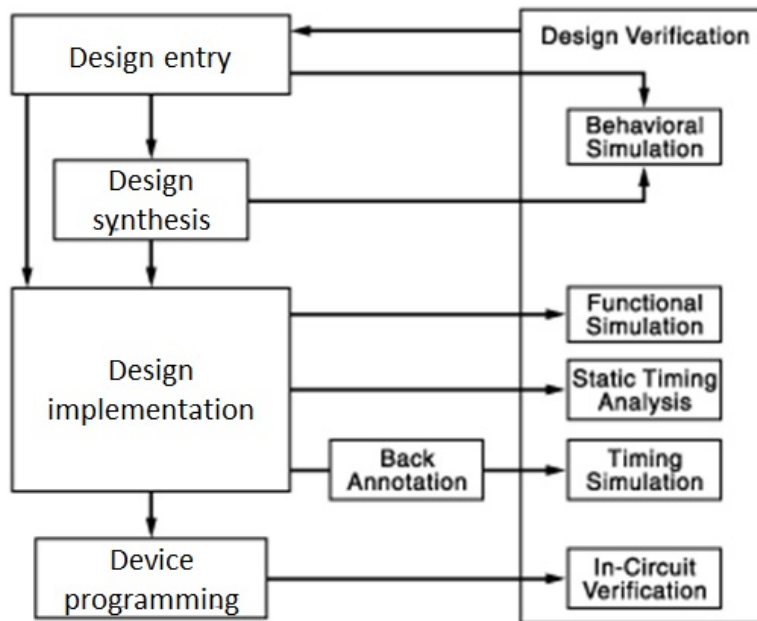 Design entry
Design Verification
Behavioral
Simulation
Design
synthesis
Functional
Simulation
Design
implementation
Static Timing
Analysis
Back
Annotation
Timing
Simulation
Device
programming
In-Circuit
Verification